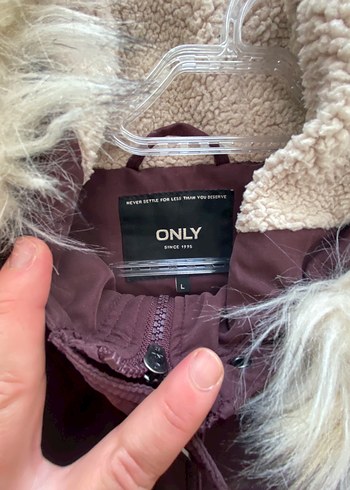 NEVER SETTLE FOR LESS THAN YOU DESERVE
ONLY
SINCE 1995
L